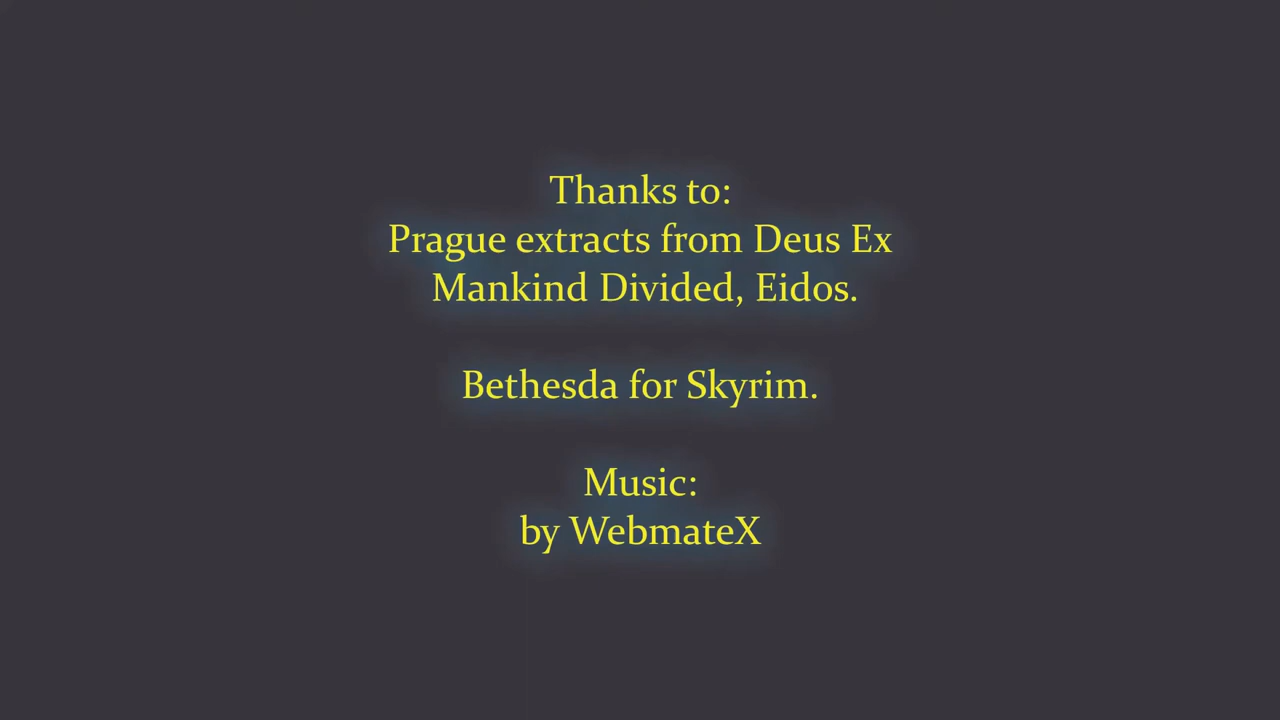 Thanks to:
Prague extracts from Deus Ex
Mankind Divided, Eidos.
Bethesda for Skyrim.
Music:
by WebmateX